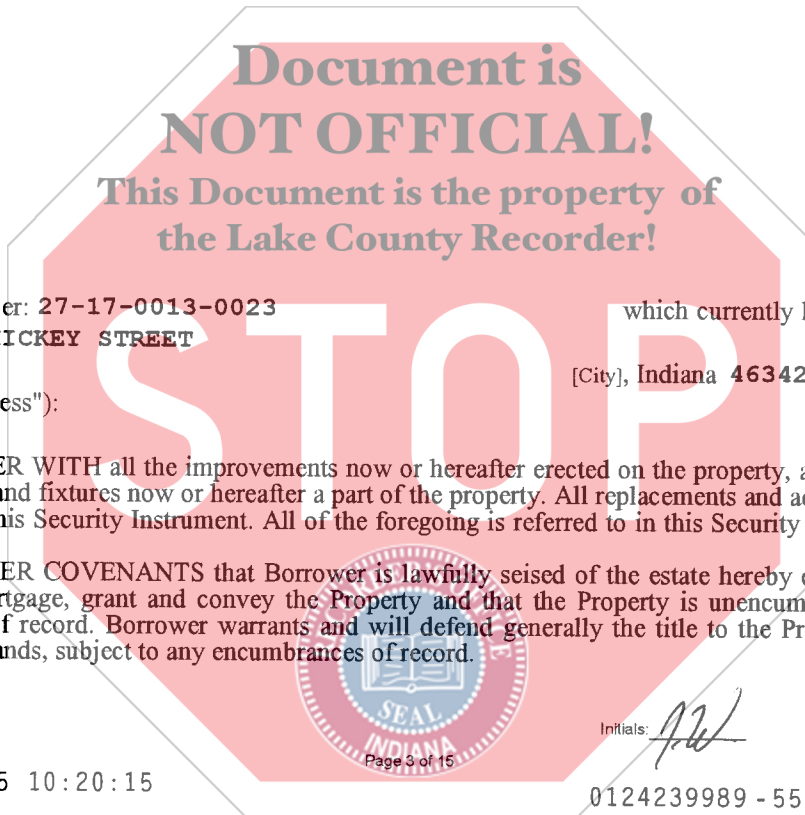 Document is
NOT OFFICIAL!
This Document is the property of
the Lake County Recorder!
er: 27-17-0013-0023 which currently
ICKEY STREET
[City], Indiana 46342
ess"):
STOP
ER WITH all the improvements now or hereafter erected on the property, a
and fixtures now or hereafter a part of the property. All replacements and ad
his Security Instrument. All of the foregoing is referred to in this Security
ER COVENANTS that Borrower is lawfully seised of the estate hereby
rtgage, grant and convey the Property and that the Property is unencum
f record. Borrower warrants and will defend generally the title to the Pr
ands, subject to any encumbrances of record.
SEAL
INDIANA
Initials: JW
Page 3 of 15
5 10:20:15
0124239989 - 55